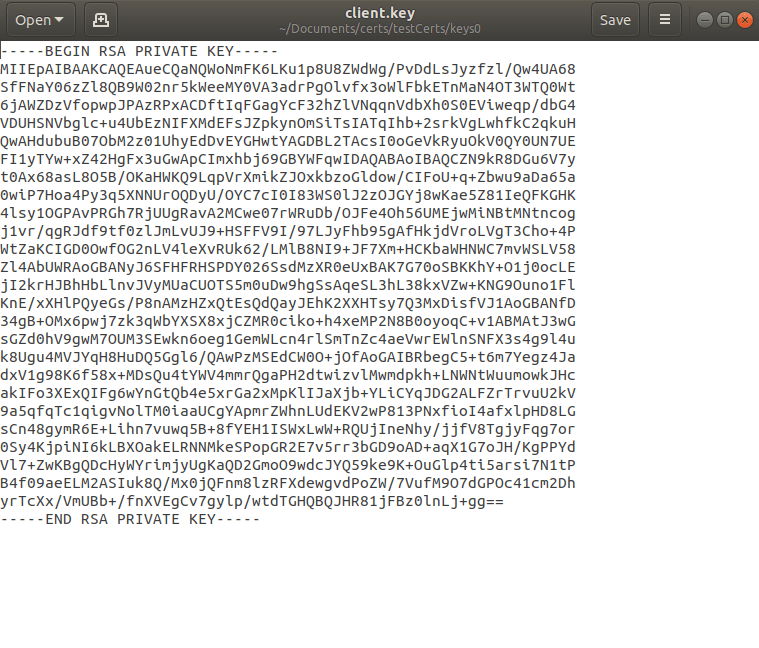 Open
client.key
~/Documents/certs/testCerts/keys0
Save
-----BEGIN RSA PRIVATE KEY-----
MIIEpAIBAAKCAQEAueCQaNQWoNmFK6LKu1p8U8ZWdWg/PvDdLsJyzfzl/Qw4UA68
SfFNaY06zZl8QB9W02nr5kWeeMY0VA3adrPgOlvfx3oWlFbkETnMaN4OT3WTQ0Wt
6jAWZDzVfopwpJPAzRPxACDftIqFGagYcF32hZlVNqqnVdbXh0S0EViweqp/dbG4
VDUHSNVbglc+u4UbEzNIFXMdEFsJZpkynOmSiTsIATqIhb+2srkVgLwhfkC2qkuH
QwAHdubuB07ObM2z01UhyEdDvEYGHwtYAGDBL2TAcsI0oGeVkRyuOkV0QY0UN7UE
FI1yTYw+xZ42HgFx3uGwApCImxhbj69GBYWFqwIDAQABAoIBAQCZN9kR8DGu6V7y
t0Ax68asL8O5B/OKaHWKQ9LqpVrXmikZJOxkbzoGldow/CIFoU+q+Zbwu9aDa65a
0wiP7Hoa4Py3q5XNNUrOQDyU/OYC7cI0I83WS0lJ2zOJGYj8wKae5Z81IeQFKGHK
4lsy1OGPAvPRGh7RjUUgRavA2MCwe07rWRuDb/OJFe4Oh56UMEjwMiNBtMNtncog
j1vr/qgRJdf9tf0zlJmLvUJ9+HSFFV9I/97LJyFhb95gAfHkjdVroLVgT3Cho+4P
WtZaKCIGD0OwfOG2nLV4leXvRUk62/LMlB8NI9+JF7Xm+HCKbaWHNWC7mvWSLV58
Zl4AbUWRAoGBANyJ6SFHFRHSPDY026SsdMzXR0eUxBAK7G70oSBKKhY+O1j0ocLE
jI2krHJBhHbLlnvJVyMUaCUOTS5m0uDw9hgSsAqeSL3hL38kxVZw+KNG9Ouno1Fl
KnE/xXHlPQyeGs/P8nAMzHZxQtEsQdQayJEhK2XXHTsy7Q3MxDisfVJ1AoGBANfD
34gB+OMx6pwj7zk3qWbYXSX8xjCZMR0ciko+h4xeMP2N8B0oyoqC+v1ABMAtJ3wG
sGZd0hV9gwM7OUM3SEwkn6oeg1GemWLcn4rlSmTnZc4aeVwrEWlnSNFX3s4g9l4u
k8Ugu4MVJYqH8HuDQ5Ggl6/QAwPzMSEdCW0O+jOfAoGAIBRbegC5+t6m7Yegz4Ja
dxV1g98K6f58x+MDsQu4tYWV4mmrQgaPH2dtwizvlMwmdpkh+LNWNtWuumowkJHc
akIFo3XExQIFg6wYnGtQb4e5xrGa2xMpKlIJaXjb+YLiCYqJDG2ALFZrTrvuU2kV
9a5qfqTc1qigvNolTM0iaaUCgYApmrZWhnLUdEKV2wP813PNxfioI4afxlpHD8LG
sCn48gymR6E+Lihn7vuwq5B+8fYEH1ISWxLwW+RQUjIneNhy/jjfV8TgjyFqg7or
0Sy4KjpiNI6kLBXOakELRNNMkeSPopGR2E7v5rr3bGD9oAD+aqX1G7oJH/KgPPYd
Vl7+ZwKBgQDcHyWYrimjyUgKaQD2GmoO9wdcJYQ59ke9K+OuGlp4ti5arsi7N1tP
B4f09aeELM2ASIuk8Q/Mx0jQFnm8lzRFXdewgvdPoZW/7VufM9O7dGPOc41cm2Dh
yrTcXx/VmUBb+/fnXVEgCv7gylp/wtdTGHQBQJHR81jFBz0lnLj+gg==
-----END RSA PRIVATE KEY-----